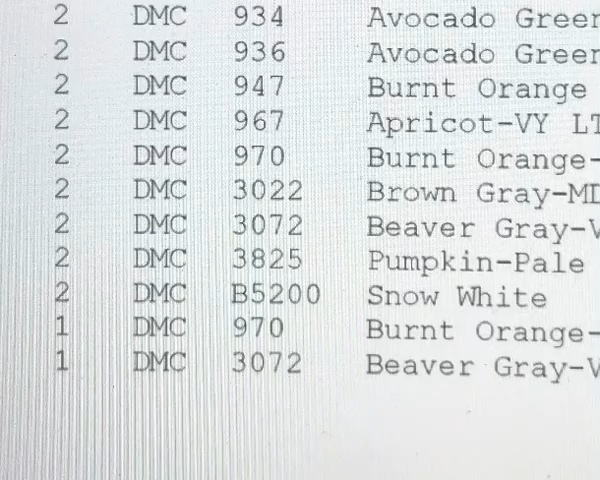 2 DMC 934 Avocado Green
2 DMC 936 Avocado Green
2 DMC 947 Burnt Orange
2 DMC 967 Apricot-VY LT
2 DMC 970 Burnt Orange-
2 DMC 3022 Brown Gray-MD
2 DMC 3072 Beaver Gray-V
2 DMC 3825 Pumpkin-Pale
2 DMC B5200 Snow White
1 DMC 970 Burnt Orange-
1 DMC 3072 Beaver Gray-V